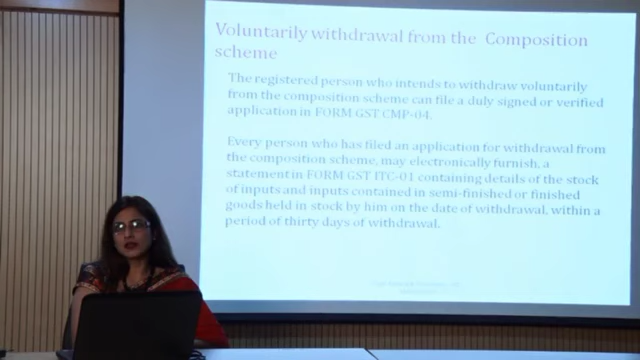 Voluntarily withdrawal from the Composition
scheme
The registered person who intends to withdraw voluntarily
from the composition scheme can file a duly signed or verified
application in FORM GST CMP-04.
Every person who has filed an application for withdrawal from
the composition scheme, may electronically furnish, a
statement in FORM GST ITC-01 containing details of the stock
of inputs and inputs contained in semi-finished or finished
goods held in stock by him on the date of withdrawal, within a
period of thirty days of withdrawal.